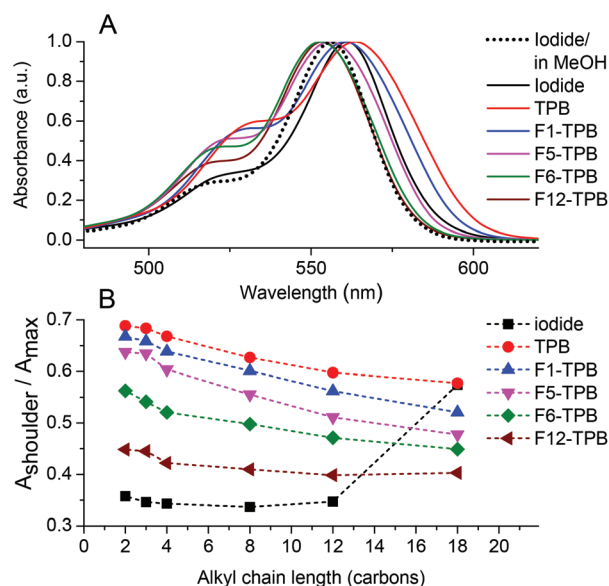 A
Absorbance (a.u.)
1.0
0.8
0.6
0.4
0.2
0.0
500
550
600
Wavelength (nm)
Iodide/
in MeOH
Iodide
TPB
F1-TPB
F5-TPB
F6-TPB
F12-TPB
B
Ashoulder / Amax
0.7
0.6
0.5
0.4
0.3
0 2 4 6 8 10 12 14 16 18 20
Alkyl chain length (carbons)
iodide
TPB
F1-TPB
F5-TPB
F6-TPB
F12-TPB